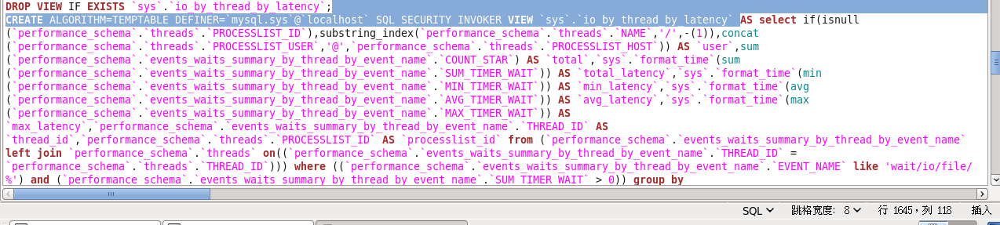 DROP VIEW IF EXISTS `sys`.`io_by_thread_by_latency`;
CREATE ALGORITHM=TEMPTABLE DEFINER=`mysql.sys`@`localhost` SQL SECURITY INVOKER VIEW `sys`.`io_by_thread_by_latency` AS select if(isnull
(`performance_schema`.`threads`.`PROCESSLIST_ID`),substring_index(`performance_schema`.`threads`.`NAME`,'/',-(1)),concat
(`performance_schema`.`threads`.`PROCESSLIST_USER`,'@',`performance_schema`.`threads`.`PROCESSLIST_HOST`)) AS `user`,sum
(`performance_schema`.`events_waits_summary_by_thread_by_event_name`.`COUNT_STAR`) AS `total`,`sys`.`format_time`(sum
(`performance_schema`.`events_waits_summary_by_thread_by_event_name`.`SUM_TIMER_WAIT`)) AS `total_latency`,`sys`.`format_time`(min
(`performance_schema`.`events_waits_summary_by_thread_by_event_name`.`MIN_TIMER_WAIT`)) AS `min_latency`,`sys`.`format_time`(avg
(`performance_schema`.`events_waits_summary_by_thread_by_event_name`.`AVG_TIMER_WAIT`)) AS `avg_latency`,`sys`.`format_time`(max
(`performance_schema`.`events_waits_summary_by_thread_by_event_name`.`MAX_TIMER_WAIT`)) AS
`max_latency`,`performance_schema`.`events_waits_summary_by_thread_by_event_name`.`THREAD_ID` AS
`thread_id`,`performance_schema`.`threads`.`PROCESSLIST_ID` AS `processlist_id` from (`performance_schema`.`events_waits_summary_by_thread_by_event_name`
left join `performance_schema`.`threads` on((`performance_schema`.`events_waits_summary_by_thread_by_event_name`.`THREAD_ID` =
`performance_schema`.`threads`.`THREAD_ID`))) where ((`performance_schema`.`events_waits_summary_by_thread_by_event_name`.`EVENT_NAME` like 'wait/io/file/
%') and (`performance_schema`.`events_waits_summary_by_thread_by_event_name`.`SUM_TIMER_WAIT` > 0)) group by
SQL 跳格宽度: 8 行 1645，列 118 插入